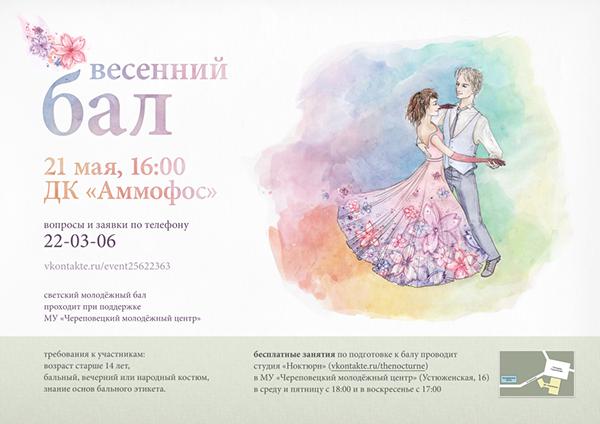 весенний
бал
21 мая, 16:00
ДК «Аммофос»
вопросы и заявки по телефону
22-03-06
vkontakte.ru/event25622363
светский молодёжный бал
проходит при поддержке
МУ «Череповецкий молодёжный центр»
требования к участникам:
возраст старше 14 лет,
бальный, вечерний или народный костюм,
знание основ бального этикета.
бесплатные занятия по подготовке к балу проводит
студия «Ноктюрн» (vkontakte.ru/thenocturne)
в МУ «Череповецкий молодёжный центр» (Устюженская, 16)
в среду и пятницу с 18:00 и в воскресенье с 17:00